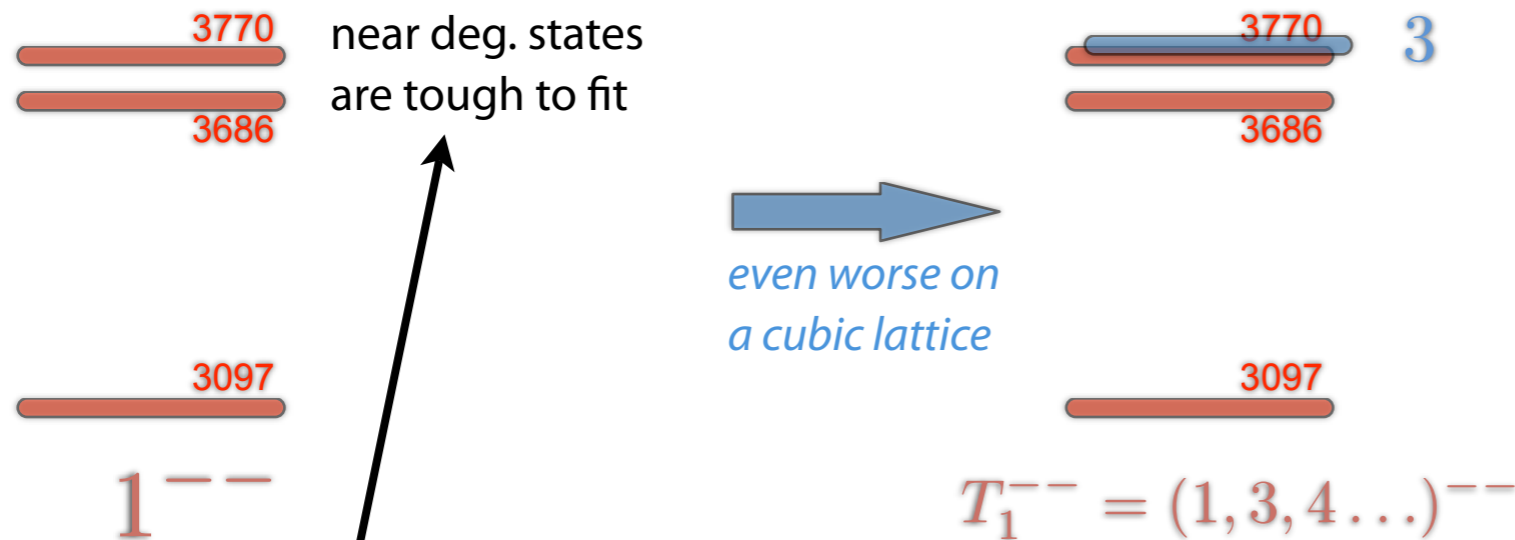 3770
near deg. states
are tough to fit
3686
3097
1^{--}
even worse on
a cubic lattice
3770
3
3686
3097
T_1^{--} = (1, 3, 4 ...)^{--}